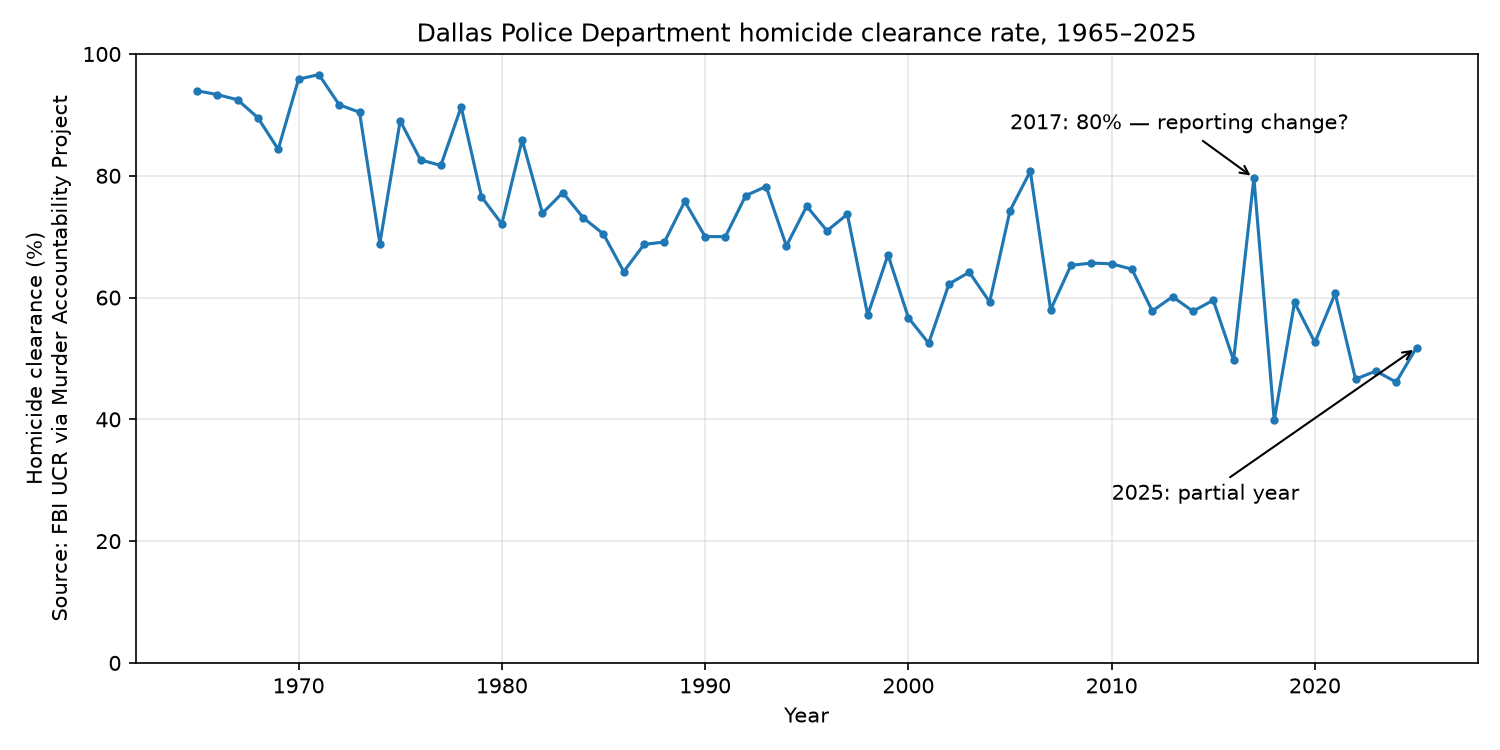 Dallas Police Department homicide clearance rate, 1965–2025
Homicide clearance (%)
Source: FBI UCR via Murder Accountability Project
100
80
60
40
20
0
2017: 80% — reporting change?
2025: partial year
1970
1980
1990
2000
2010
2020
Year